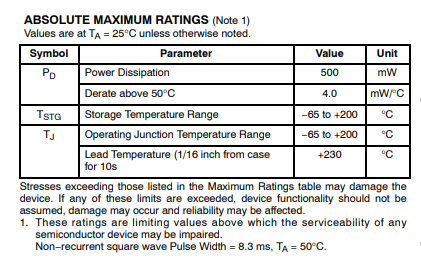 ABSOLUTE MAXIMUM RATINGS (Note 1)
Values are at TA = 25°C unless otherwise noted.
Symbol Parameter Value Unit
PD Power Dissipation 500 mW
Derate above 50°C 4.0 mW/°C
TSTG Storage Temperature Range −65 to +200 °C
TJ Operating Junction Temperature Range −65 to +200 °C
Lead Temperature (1/16 inch from case +230 °C
for 10s
Stresses exceeding those listed in the Maximum Ratings table may damage the
device. If any of these limits are exceeded, device functionality should not be
assumed, damage may occur and reliability may be affected.
1. These ratings are limiting values above which the serviceability of any
semiconductor device may be impaired.
Non−recurrent square wave Pulse Width = 8.3 ms, TA = 50°C.